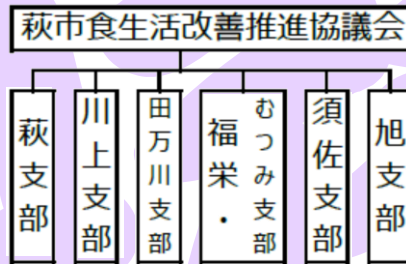 萩市食生活改善推進協議会
萩支部
川上支部
田万川支部
福栄・
むつみ支部
須佐支部
旭支部